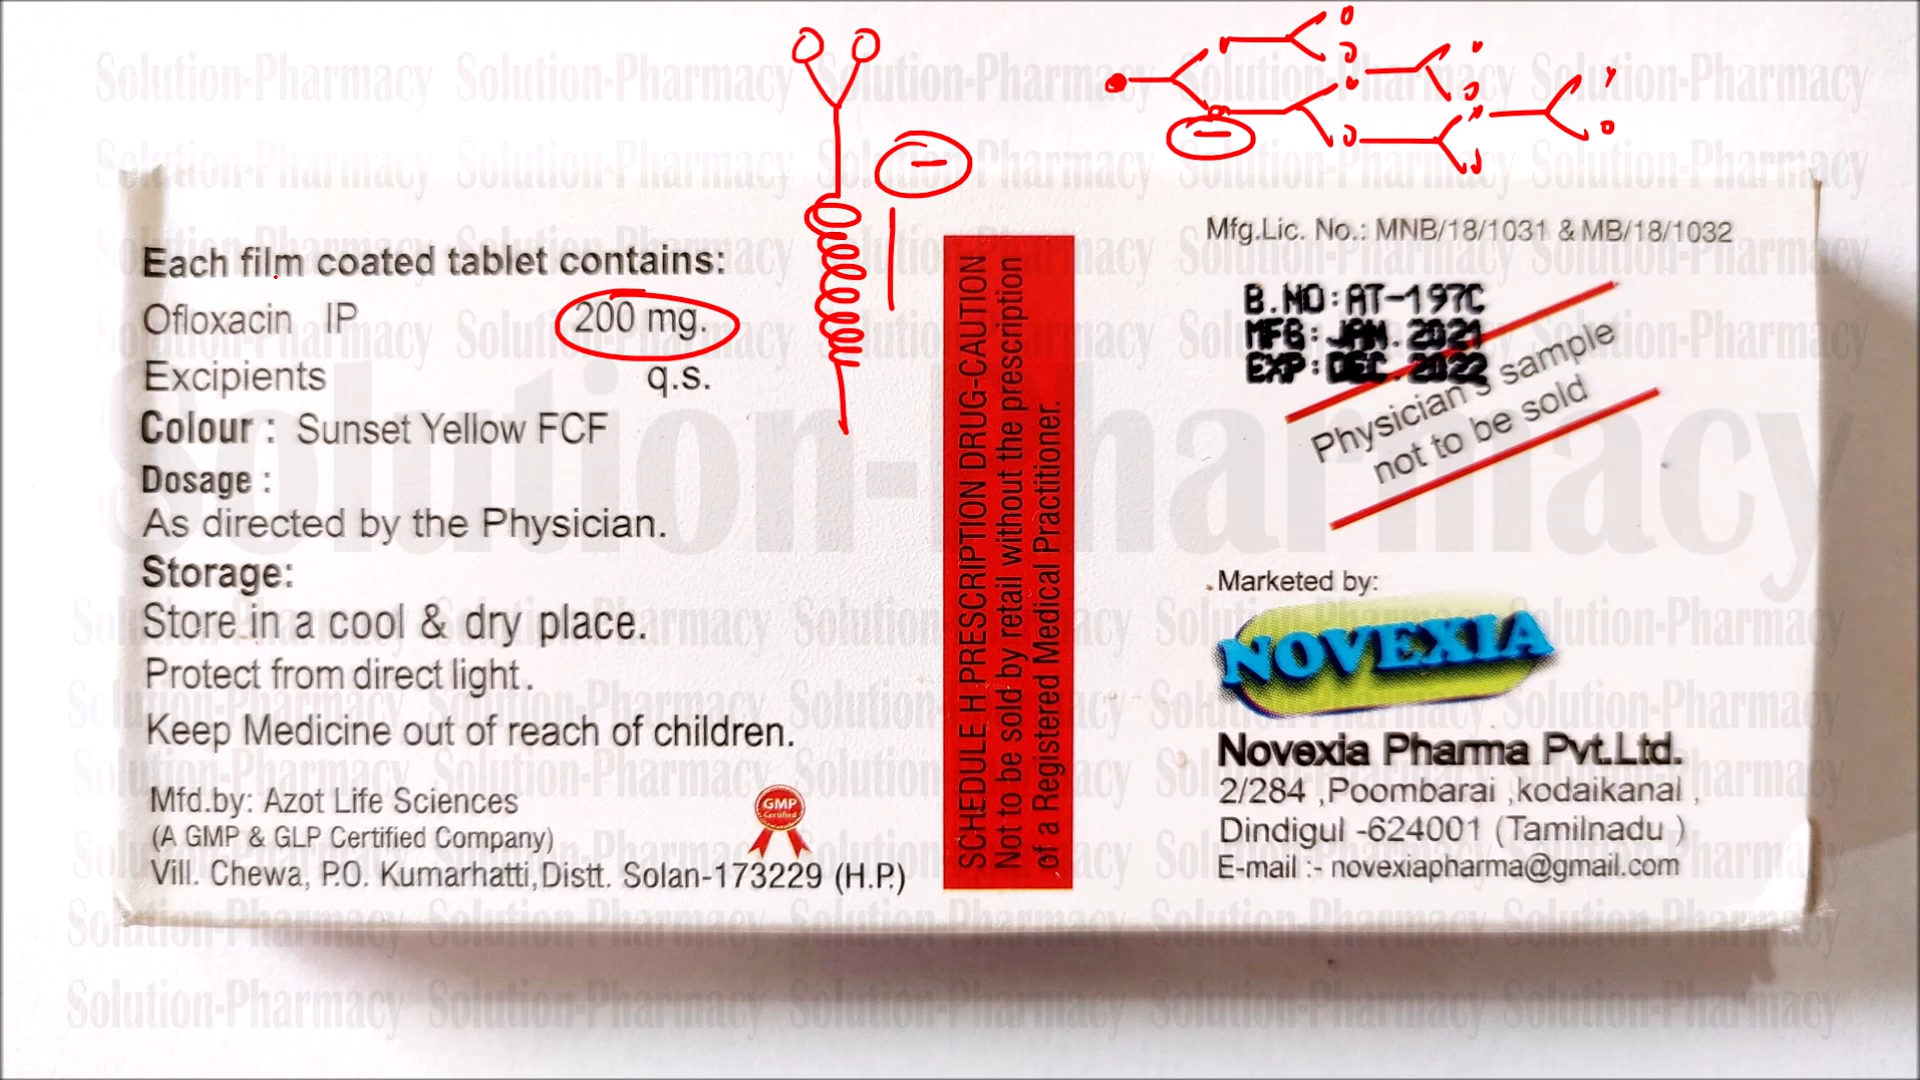 Each film coated tablet contains:
Ofloxacin IP 200 mg.
Excipients q.s.
Colour : Sunset Yellow FCF
Dosage :
As directed by the Physician.
Storage:
Store in a cool & dry place.
Protect from direct light.
Keep Medicine out of reach of children.
Mfd.by: Azot Life Sciences
(A GMP & GLP Certified Company)
Vill. Chewa, P.O. Kumarhatti,Distt. Solan-173229 (H.P.)
GMP
Certified
SCHEDULE H PRESCRIPTION DRUG-CAUTION
Not to be sold by retail without the prescription
of a Registered Medical Practitioner.
Mfg.Lic. No.: MNB/18/1031 & MB/18/1032
B.NO:AT-197C
MFG:JAN.2021
EXP:DEC.2022
Physician's sample
not to be sold
Marketed by:
NOVEXIA
Novexia Pharma Pvt.Ltd.
2/284 ,Poombarai ,kodaikanal ,
Dindigul -624001 (Tamilnadu )
E-mail :- novexiapharma@gmail.com
Solution-Pharmacy